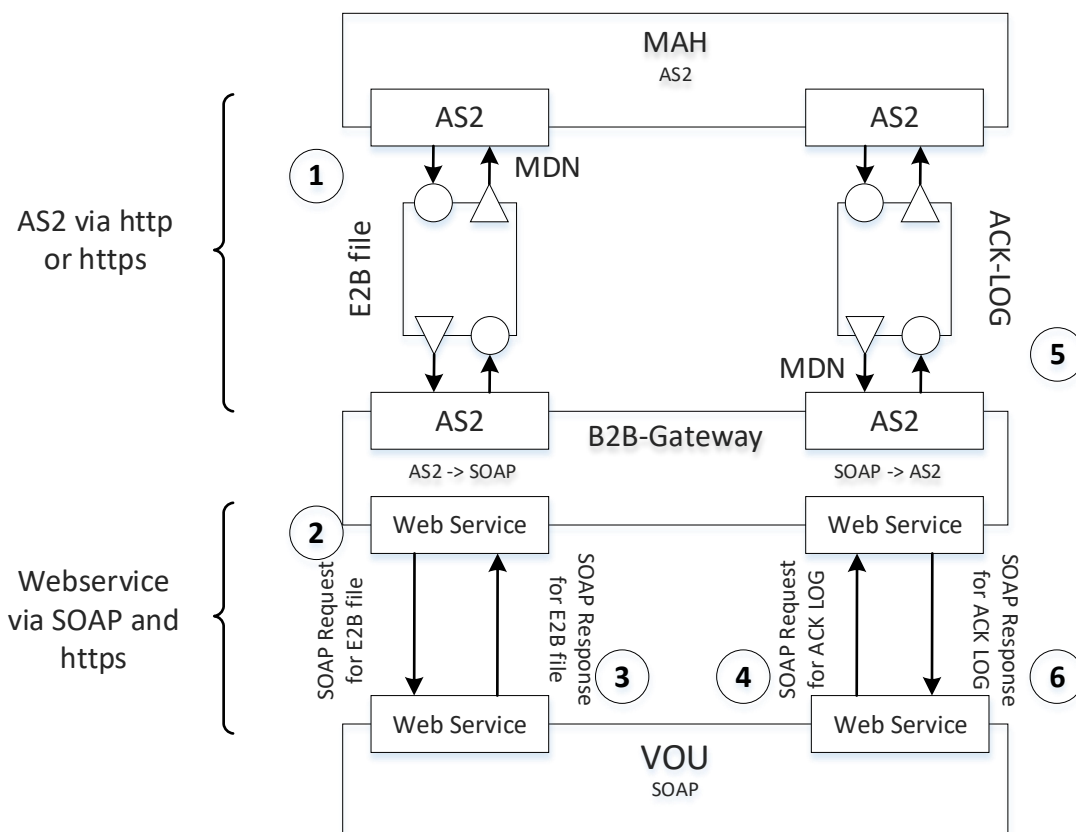 MAH
AS2
AS2
AS2
1
MDN
AS2 via http
or https
E2B file
ACK-LOG
5
MDN
AS2
B2B-Gateway
AS2
AS2 -> SOAP
SOAP -> AS2
2
Web Service
Web Service
Webservice
via SOAP and
https
SOAP Request
for E2B file
SOAP Response
for E2B file
3
4
SOAP Request
for ACK LOG
SOAP Response
for ACK LOG
6
Web Service
Web Service
VOU
SOAP